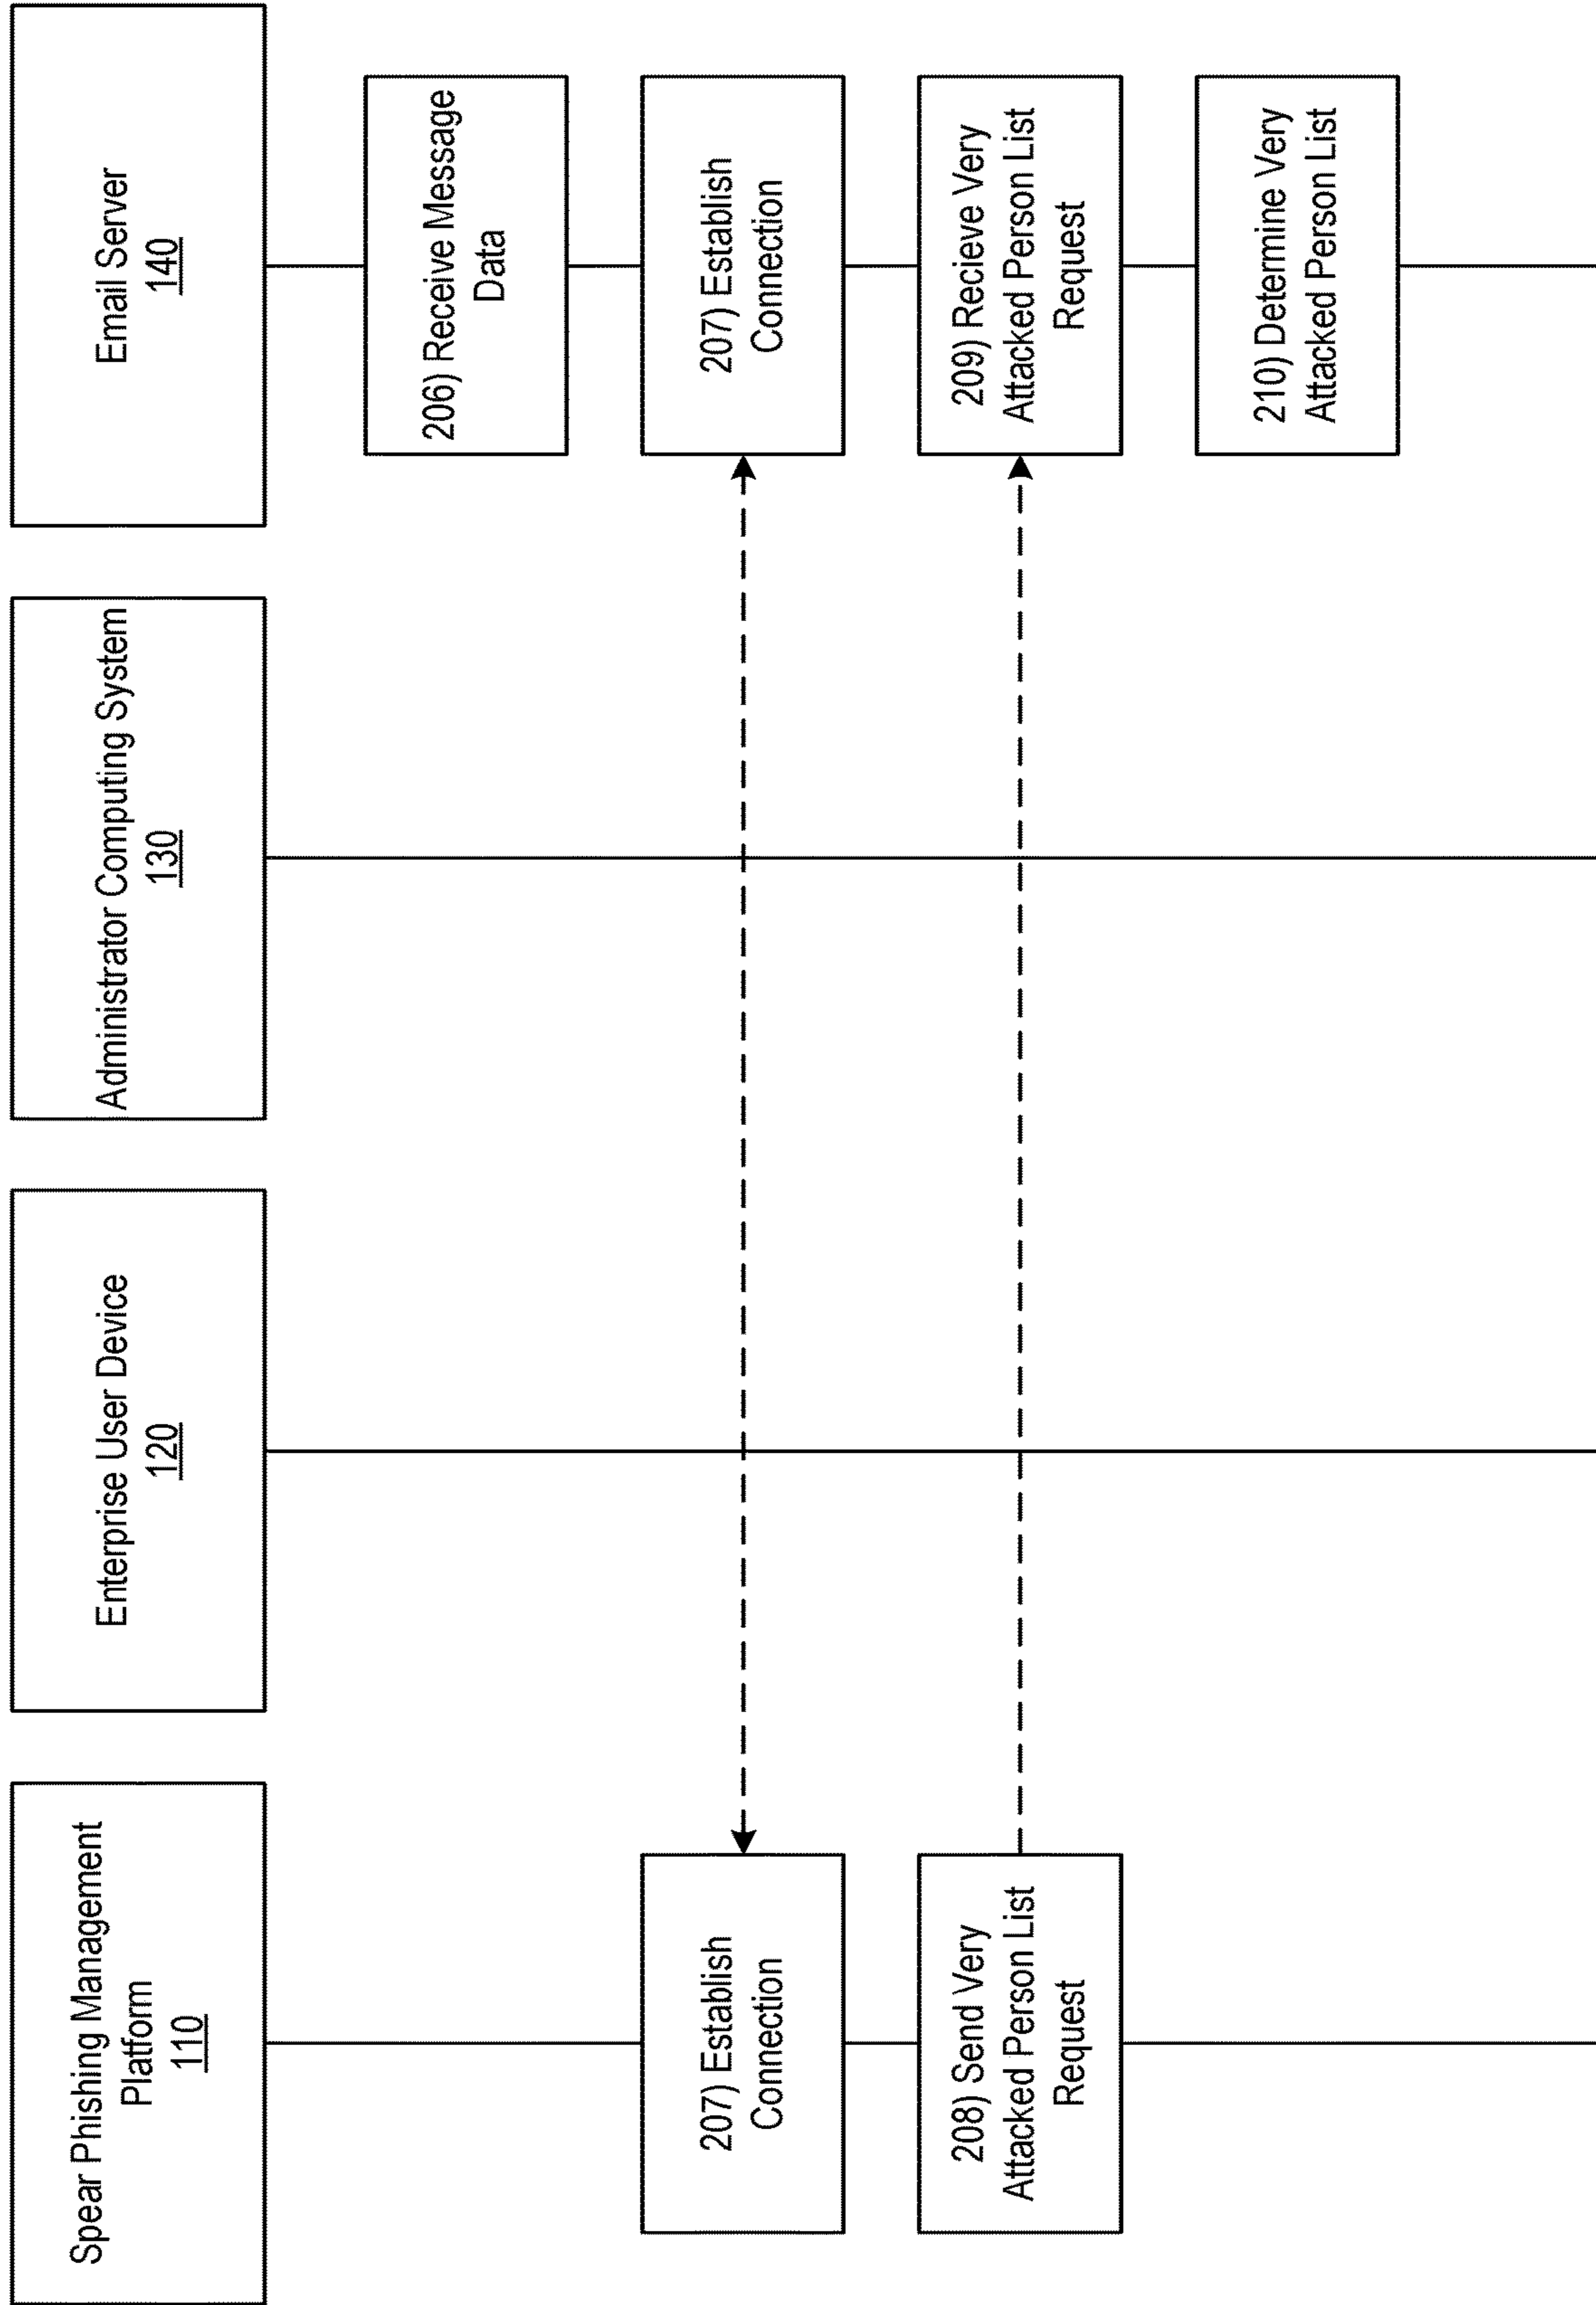 Spear Phishing Management
Platform
110
Enterprise User Device
120
Administrator Computing System
130
Email Server
140
206) Receive Message
Data
207) Establish
Connection
207) Establish
Connection
208) Send Very
Attacked Person List
Request
209) Recieve Very
Attacked Person List
Request
210) Determine Very
Attacked Person List